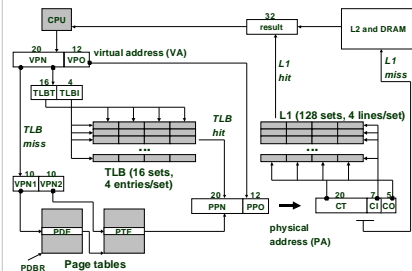 CPU
32
result
L2 and DRAM
20 12
VPN VPO
virtual address (VA)
16 4
TLBT TLBI
L1
hit
L1
miss
TLB
miss
TLB
hit
L1 (128 sets, 4 lines/set)
...
...
TLB (16 sets,
4 entries/set)
10 10
VPN1 VPN2
20 12
PPN PPO
20 7 5
CT CI CO
physical
address (PA)
PDE PTE
PDBR
Page tables